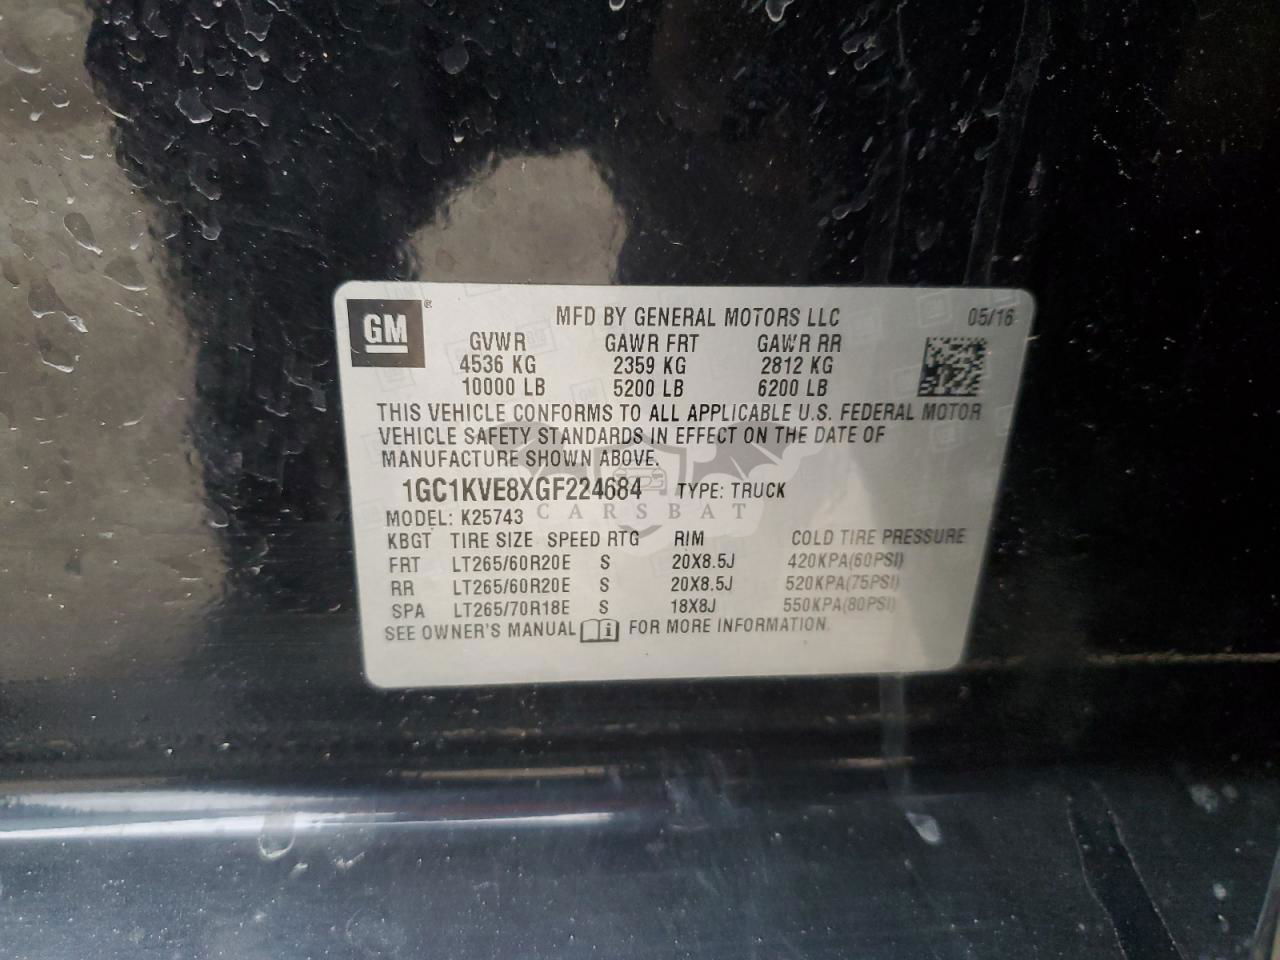 GM
MFD BY GENERAL MOTORS LLC 05/16
GVWR GAWR FRT GAWR RR
4536 KG 2359 KG 2812 KG
10000 LB 5200 LB 6200 LB
THIS VEHICLE CONFORMS TO ALL APPLICABLE U.S. FEDERAL MOTOR
VEHICLE SAFETY STANDARDS IN EFFECT ON THE DATE OF
MANUFACTURE SHOWN ABOVE.
1GC1KVE8XGF224684 TYPE: TRUCK
CARSBAT
MODEL: K25743
KBGT TIRE SIZE SPEED RTG RIM COLD TIRE PRESSURE
FRT LT265/60R20E S 20X8.5J 420KPA(60PSI)
RR LT265/60R20E S 20X8.5J 520KPA(75PSI)
SPA LT265/70R18E S 18X8J 550KPA(80PSI)
SEE OWNER'S MANUAL i FOR MORE INFORMATION.